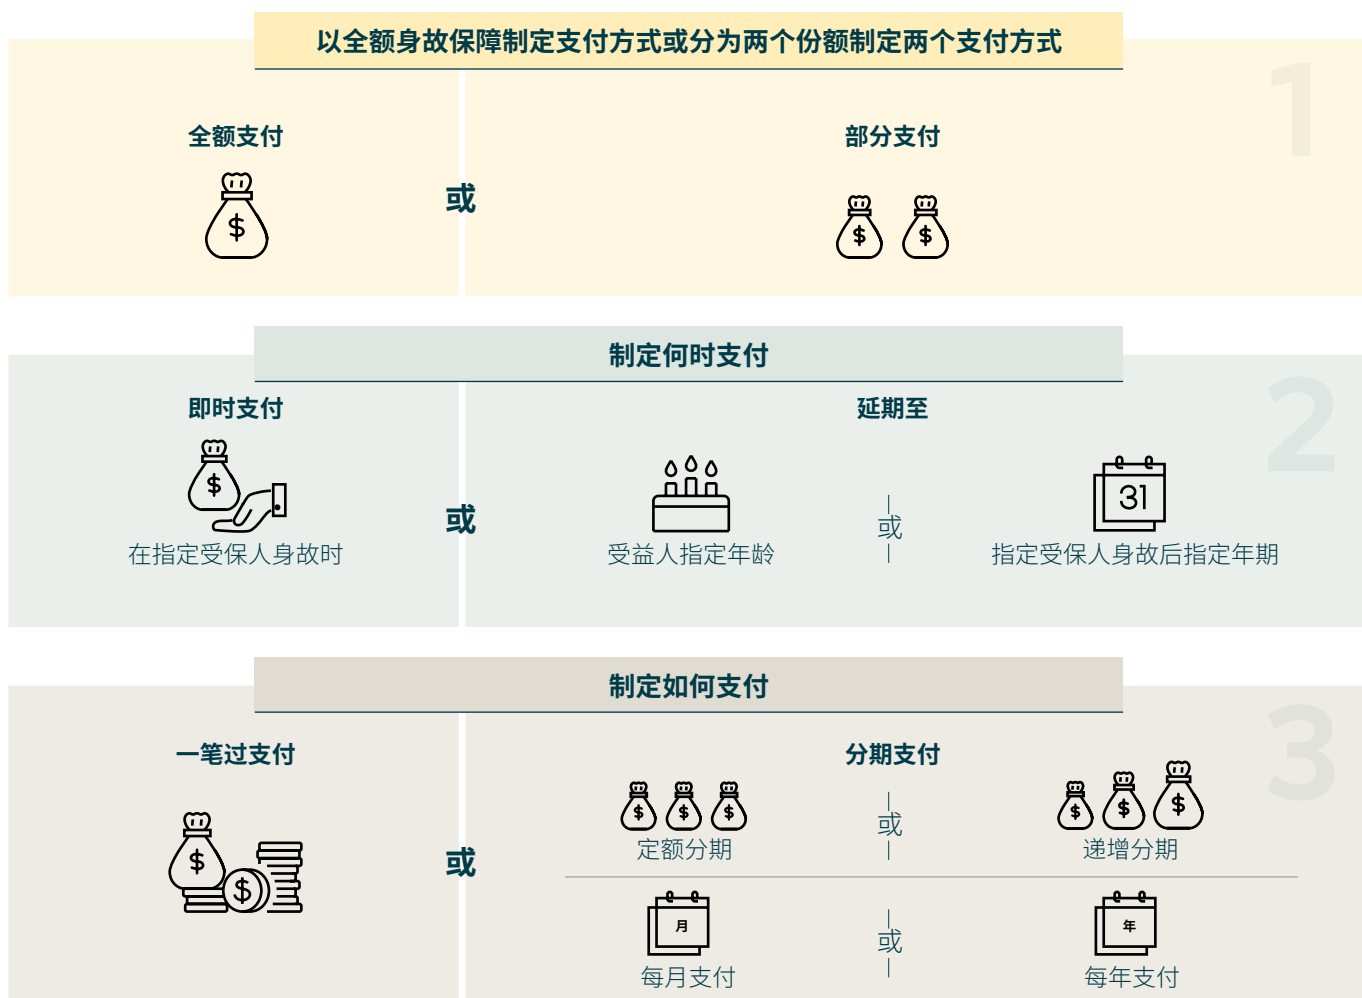 以全额身故保障制定支付方式或分为两个份额制定两个支付方式
1
全额支付
或
部分支付
$
$ $
制定何时支付
2
即时支付
延期至
$
31
或
或
在指定受保人身故时
受益人指定年龄
指定受保人身故后指定年期
制定如何支付
3
一笔过支付
分期支付
$ $ $
或
$ $ $
定额分期
递增分期
$ $
或
月
或
年
每月支付
每年支付